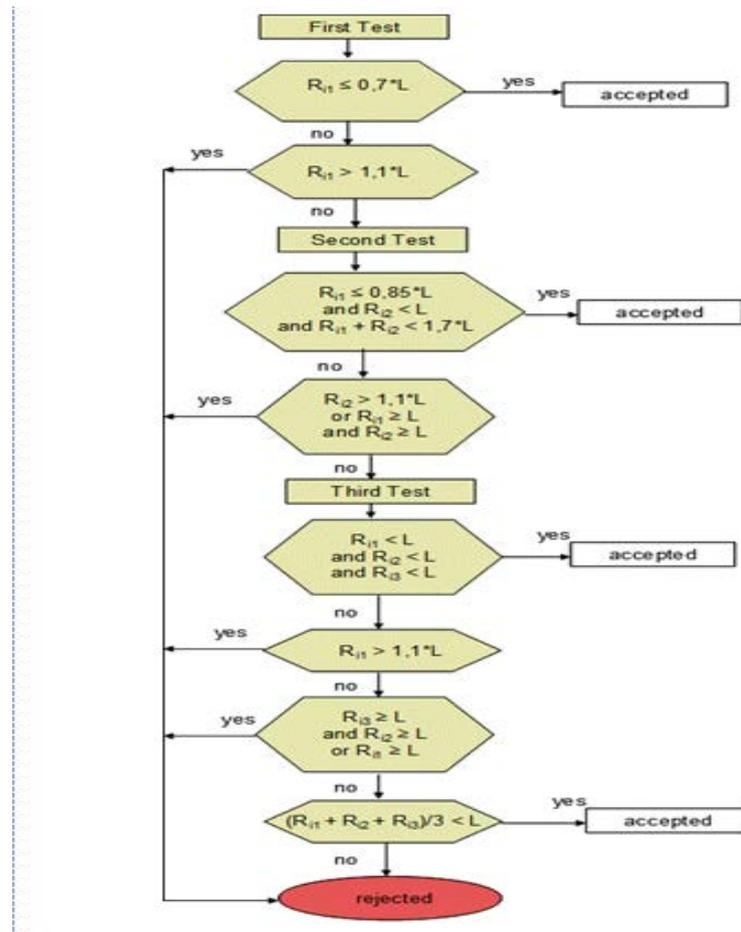 First Test
Ri1 ≤ 0,7*L
yes
accepted
no
yes
Ri1 > 1,1*L
no
Second Test
Ri1 ≤ 0,85*L
and Ri2 < L
and Ri1 + Ri2 < 1,7*L
yes
accepted
no
yes
Ri2 > 1,1*L
or Ri1 ≥ L
and Ri2 ≥ L
no
Third Test
Ri1 < L
and Ri2 < L
and Ri3 < L
yes
accepted
no
yes
Ri1 > 1,1*L
no
yes
Ri3 ≥ L
and Ri2 ≥ L
or Ri1 ≥ L
no
(Ri1 + Ri2 + Ri3)/3 < L
yes
accepted
no
rejected